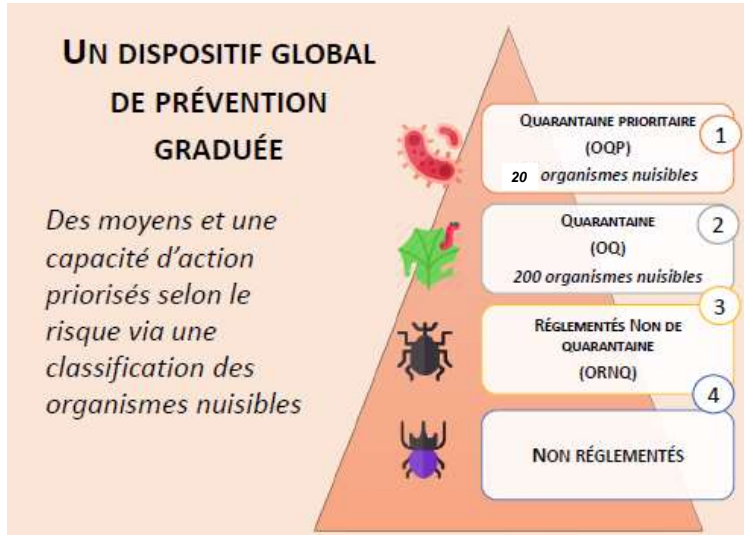 UN DISPOSITIF GLOBAL
DE PRÉVENTION
GRADUÉE
Des moyens et une
capacité d'action
priorisés selon le
risque via une
classification des
organismes nuisibles
QUARANTAINE PRIORITAIRE
(OQP)
20 organismes nuisibles
1
QUARANTAINE
(OQ)
200 organismes nuisibles
2
RÉGLEMENTÉS NON DE
QUARANTAINE
(ORNQ)
3
NON RÉGLEMENTÉS
4